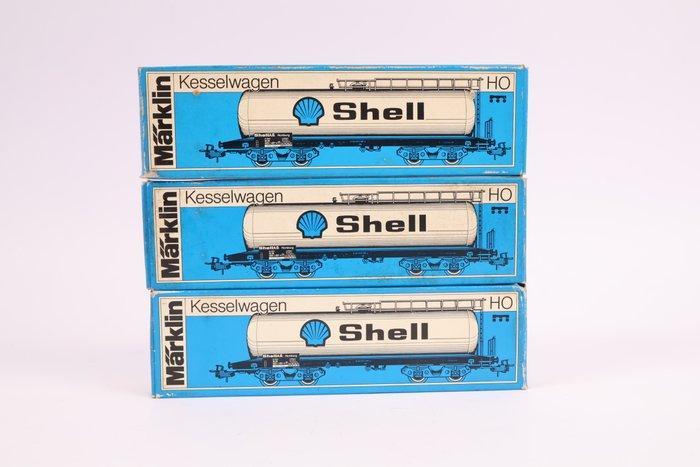 Märklin
Kesselwagen
HO
Shell
Märklin
Kesselwagen
HO
Shell
Märklin
Kesselwagen
HO
Shell